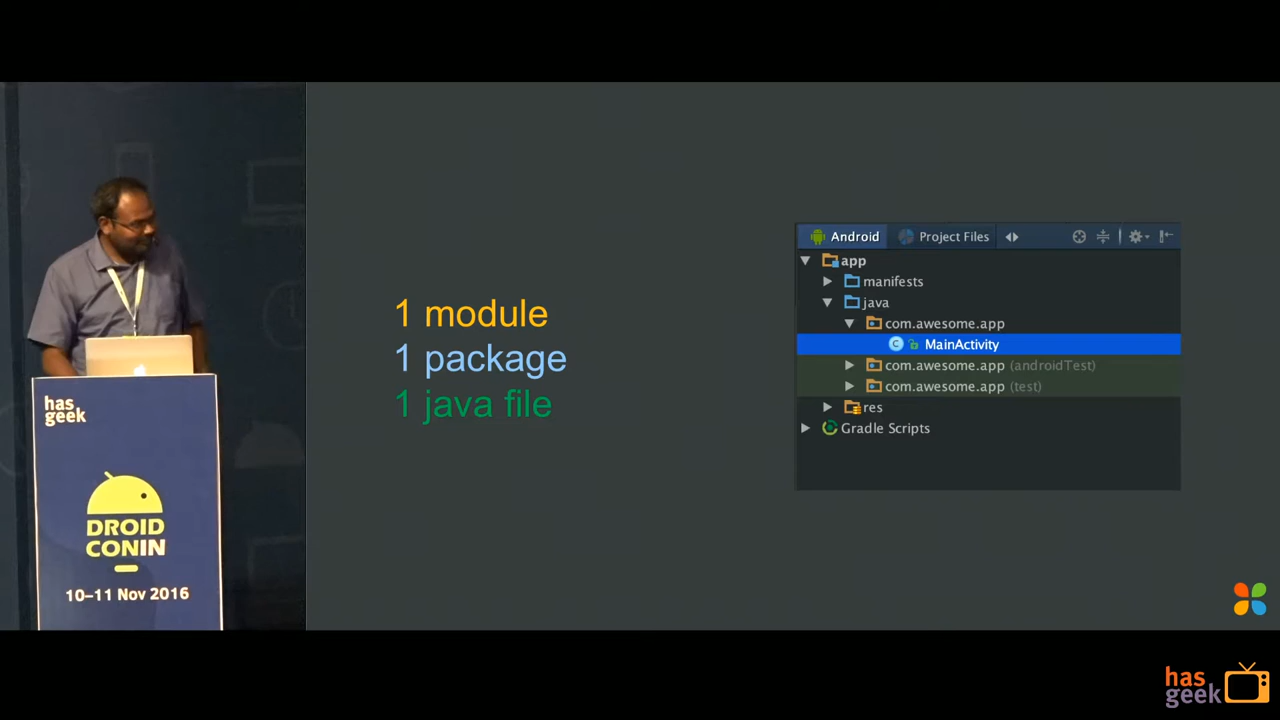 has
geek
DROID
CONIN
10–11 Nov 2016
1 module
1 package
1 java file
Android
Project Files
app
manifests
java
com.awesome.app
C
MainActivity
com.awesome.app (androidTest)
com.awesome.app (test)
res
Gradle Scripts
has
geek